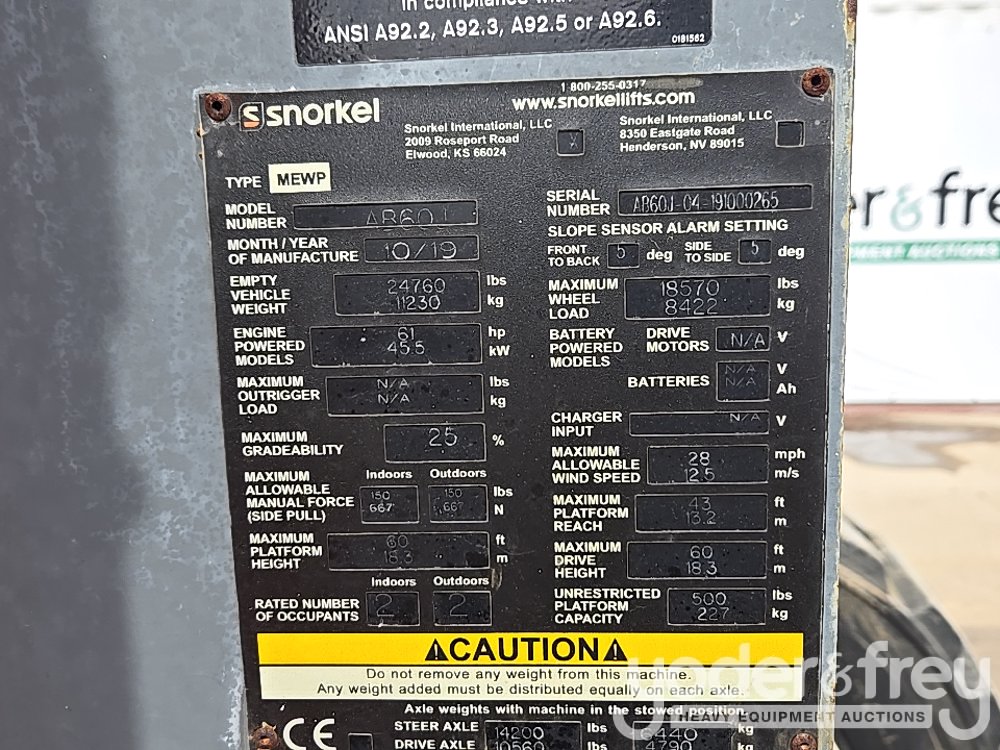 in compliance with
ANSI A92.2, A92.3, A92.5 or A92.6.
0181562
1 800-255-0317
snorkel
www.snorkellifts.com
Snorkel International, LLC
2009 Roseport Road
Elwood, KS 66024
Snorkel International, LLC
8350 Eastgate Road
Henderson, NV 89015
TYPE MEWP
MODEL NUMBER AB60J
SERIAL NUMBER AB60J-04-191000265
MONTH / YEAR OF MANUFACTURE 10/19
SLOPE SENSOR ALARM SETTING
FRONT TO BACK 5 deg SIDE TO SIDE 5 deg
EMPTY VEHICLE WEIGHT 24760 lbs
11230 kg
MAXIMUM WHEEL LOAD 18570 lbs
8422 kg
ENGINE POWERED MODELS 61 hp
45.5 kW
BATTERY POWERED MODELS DRIVE MOTORS N/A V
BATTERIES N/A V
N/A Ah
MAXIMUM OUTRIGGER LOAD N/A lbs
N/A kg
CHARGER INPUT N/A V
MAXIMUM GRADEABILITY 25 %
MAXIMUM ALLOWABLE WIND SPEED 28 mph
12.5 m/s
Indoors Outdoors
MAXIMUM ALLOWABLE MANUAL FORCE (SIDE PULL) 150 150 lbs
667 667 N
MAXIMUM PLATFORM REACH 43 ft
13.2 m
MAXIMUM PLATFORM HEIGHT 60 ft
18.3 m
MAXIMUM DRIVE HEIGHT 60 ft
18.3 m
Indoors Outdoors
RATED NUMBER OF OCCUPANTS 2 2
UNRESTRICTED PLATFORM CAPACITY 500 lbs
227 kg
CAUTION
Do not remove any weight from this machine.
Any weight added must be distributed equally on each axle.
Axle weights with machine in the stowed position
CE
STEER AXLE 14200 lbs 6440 kg
DRIVE AXLE 10560 lbs 4790 kg
yoder&frey
HEAVY EQUIPMENT AUCTIONS
er&fre
EQUIPMENT AUCTIONS